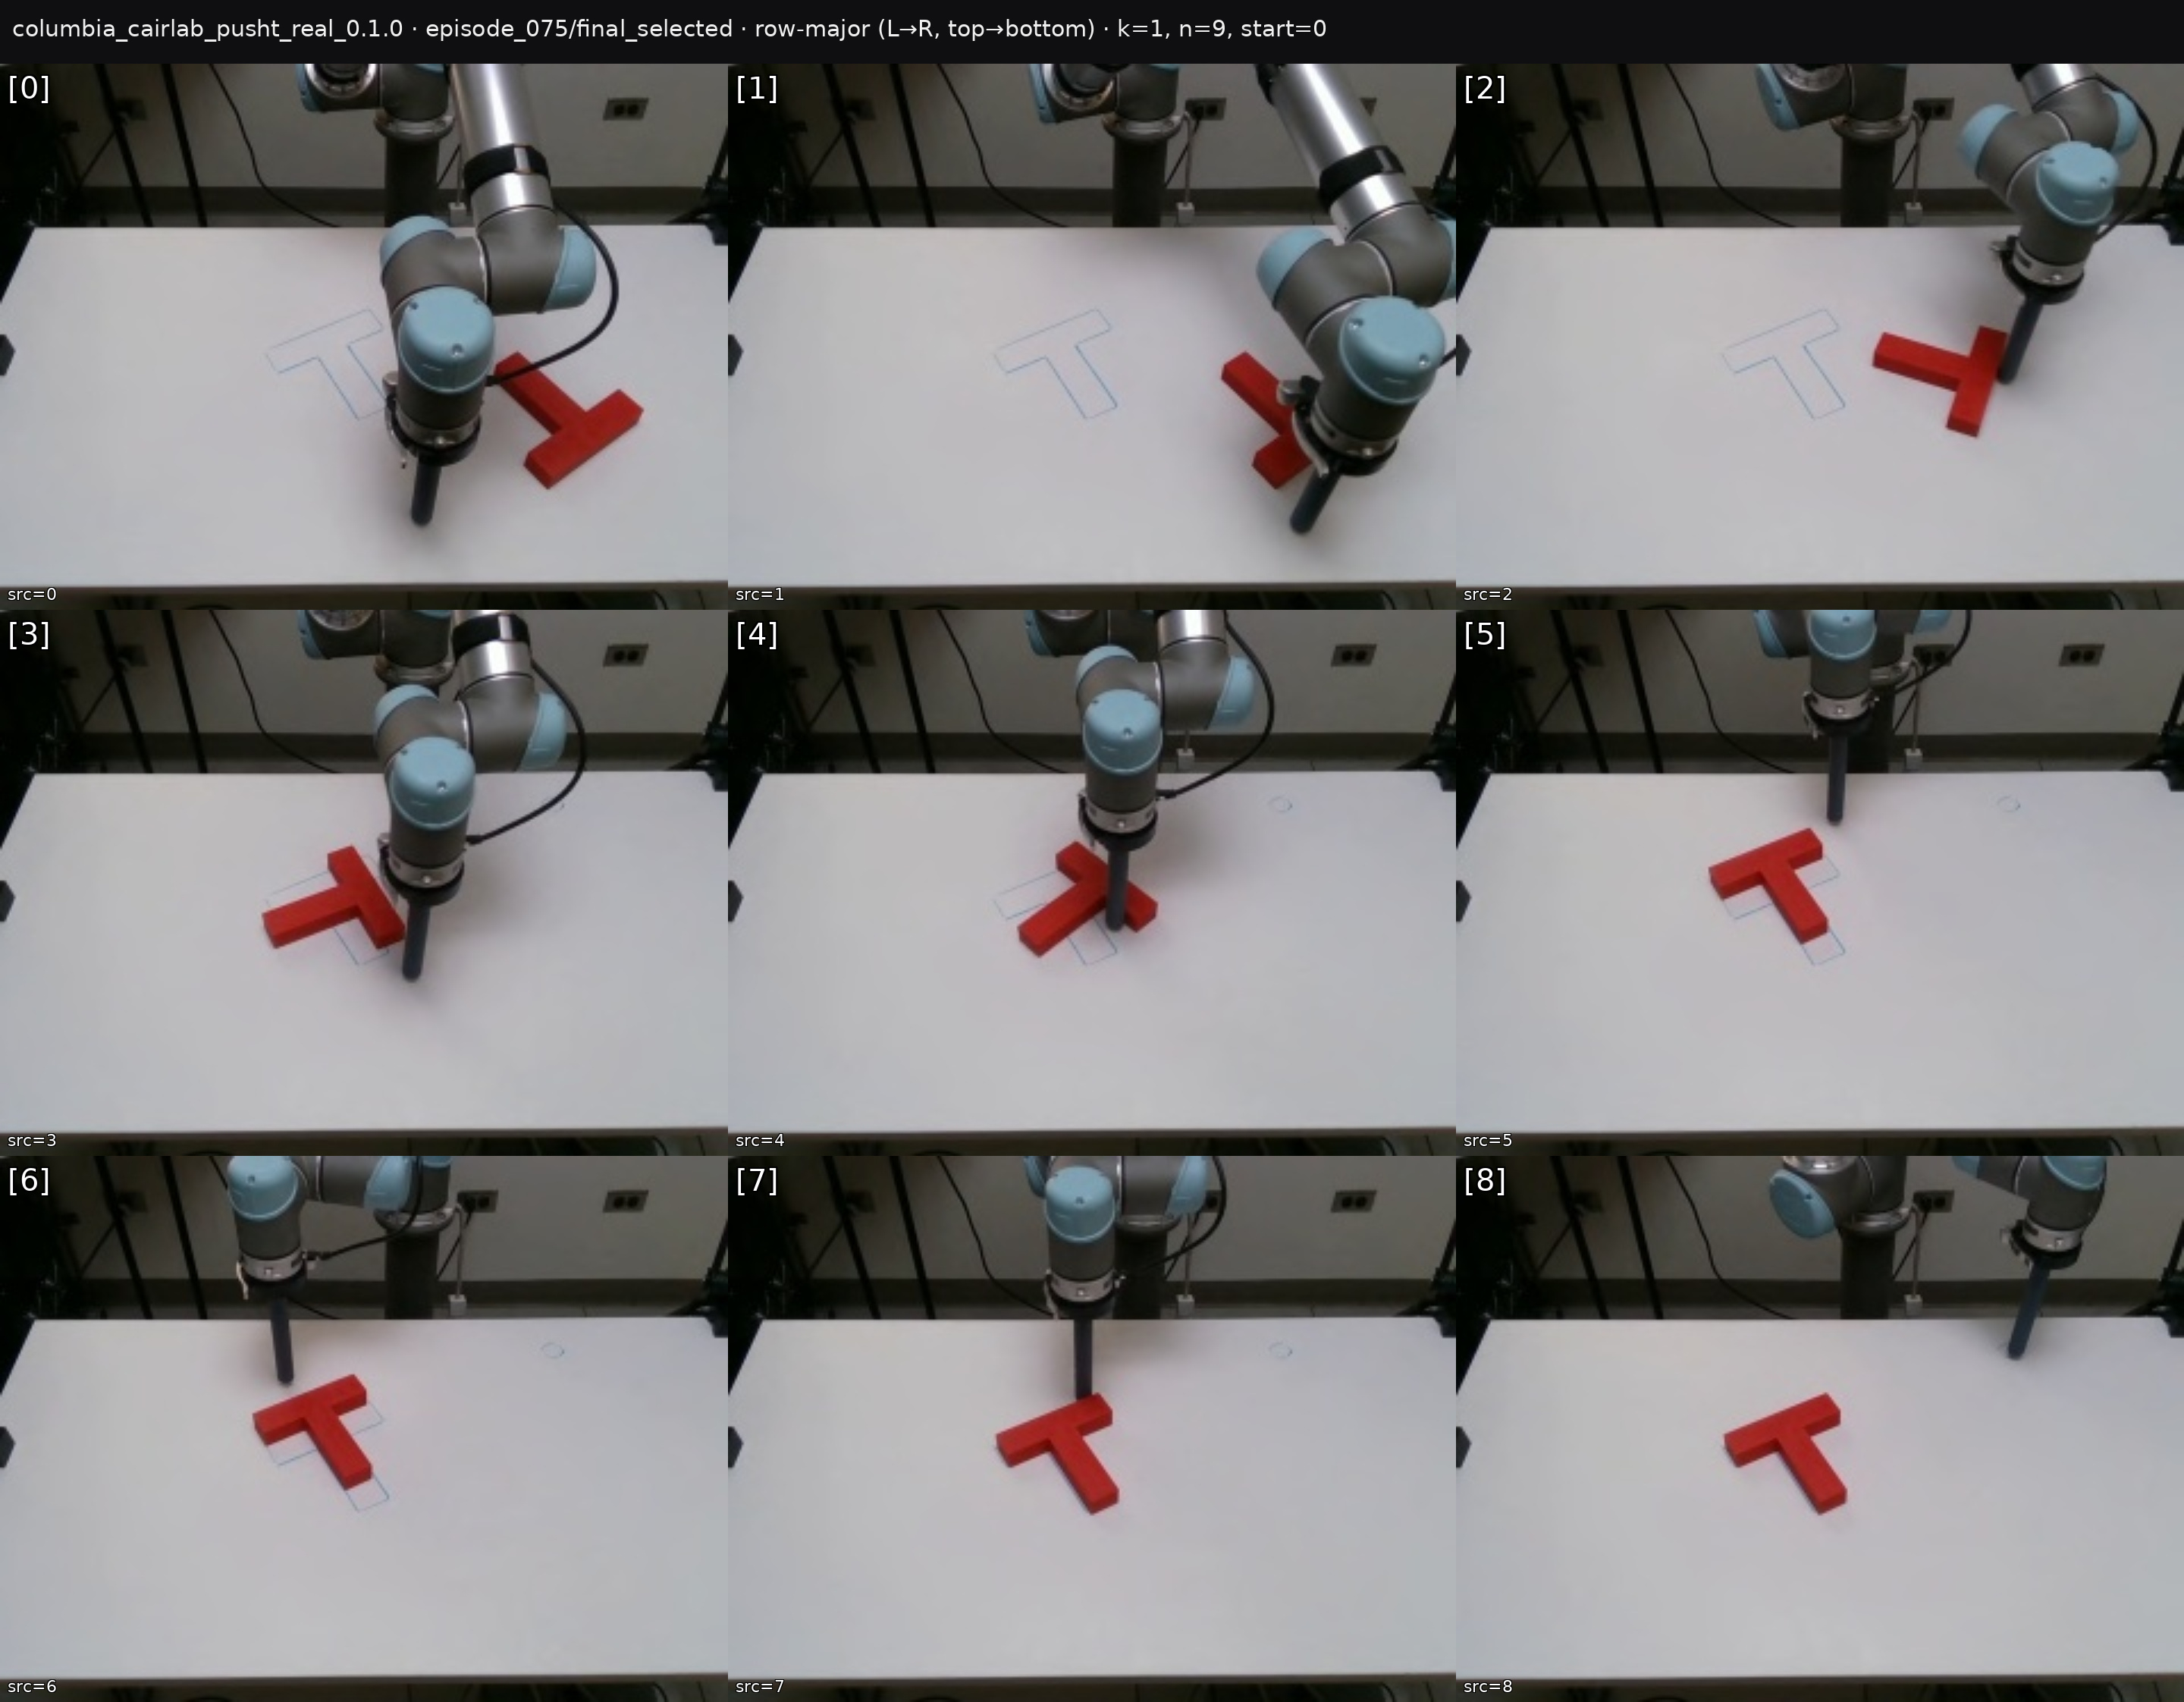 columbia_cairlab_pusht_real_0.1.0 · episode_075/final_selected · row-major (L→R, top→bottom) · k=1, n=9, start=0
[0]
[1]
[2]
src=0
src=1
src=2
[3]
[4]
[5]
src=3
src=4
src=5
[6]
[7]
[8]
src=6
src=7
src=8